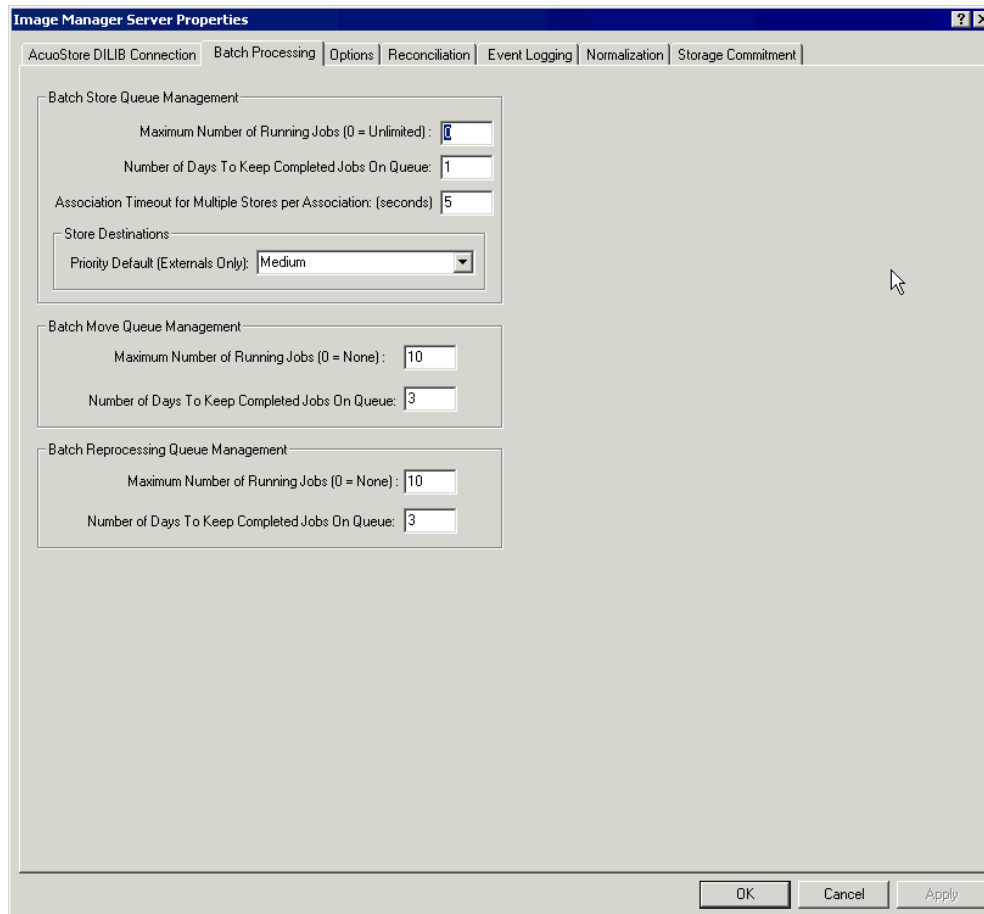 Image Manager Server Properties
AcuoStore DILIB Connection Batch Processing Options Reconciliation Event Logging Normalization Storage Commitment
Batch Store Queue Management
Maximum Number of Running Jobs (0 = Unlimited) : 0
Number of Days To Keep Completed Jobs On Queue: 1
Association Timeout for Multiple Stores per Association: (seconds) 5
Store Destinations
Priority Default (Externals Only): Medium
Batch Move Queue Management
Maximum Number of Running Jobs (0 = None) : 10
Number of Days To Keep Completed Jobs On Queue: 3
Batch Reprocessing Queue Management
Maximum Number of Running Jobs (0 = None) : 10
Number of Days To Keep Completed Jobs On Queue: 3
OK Cancel Apply